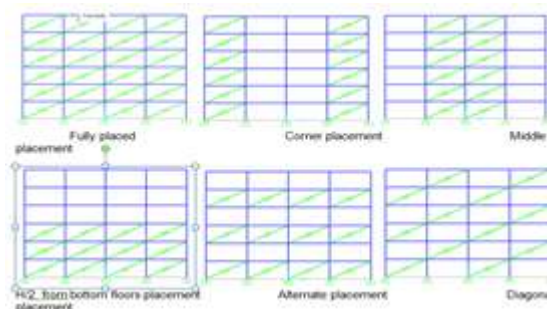 Fully placed
Corner placement
Middle
placement
H/2, from bottom floors placement
Alternate placement
Diagona
placement